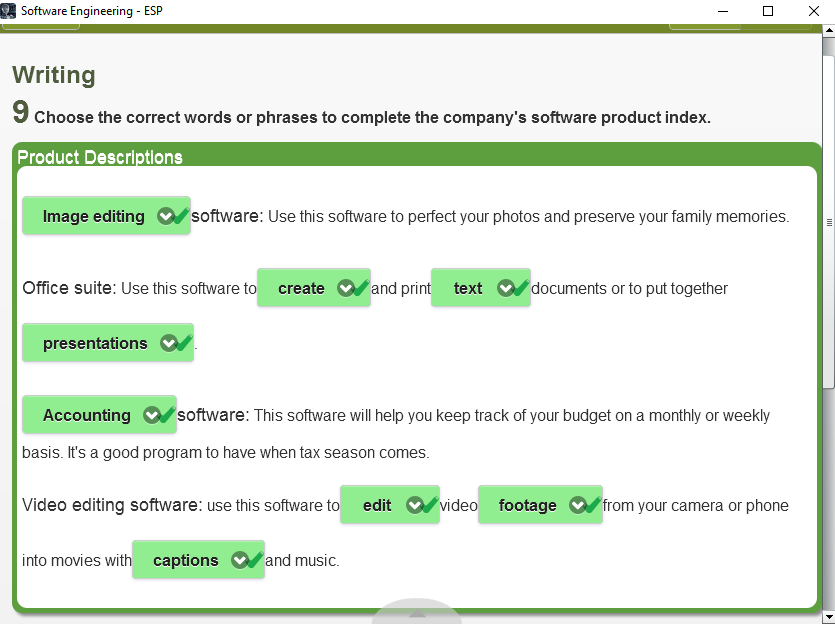 Software Engineering - ESP
Writing
9 Choose the correct words or phrases to complete the company's software product index.
Product Descriptions
Image editing software: Use this software to perfect your photos and preserve your family memories.
Office suite: Use this software to create and print text documents or to put together
presentations .
Accounting software: This software will help you keep track of your budget on a monthly or weekly
basis. It's a good program to have when tax season comes.
Video editing software: use this software to edit video footage from your camera or phone
into movies with captions and music.